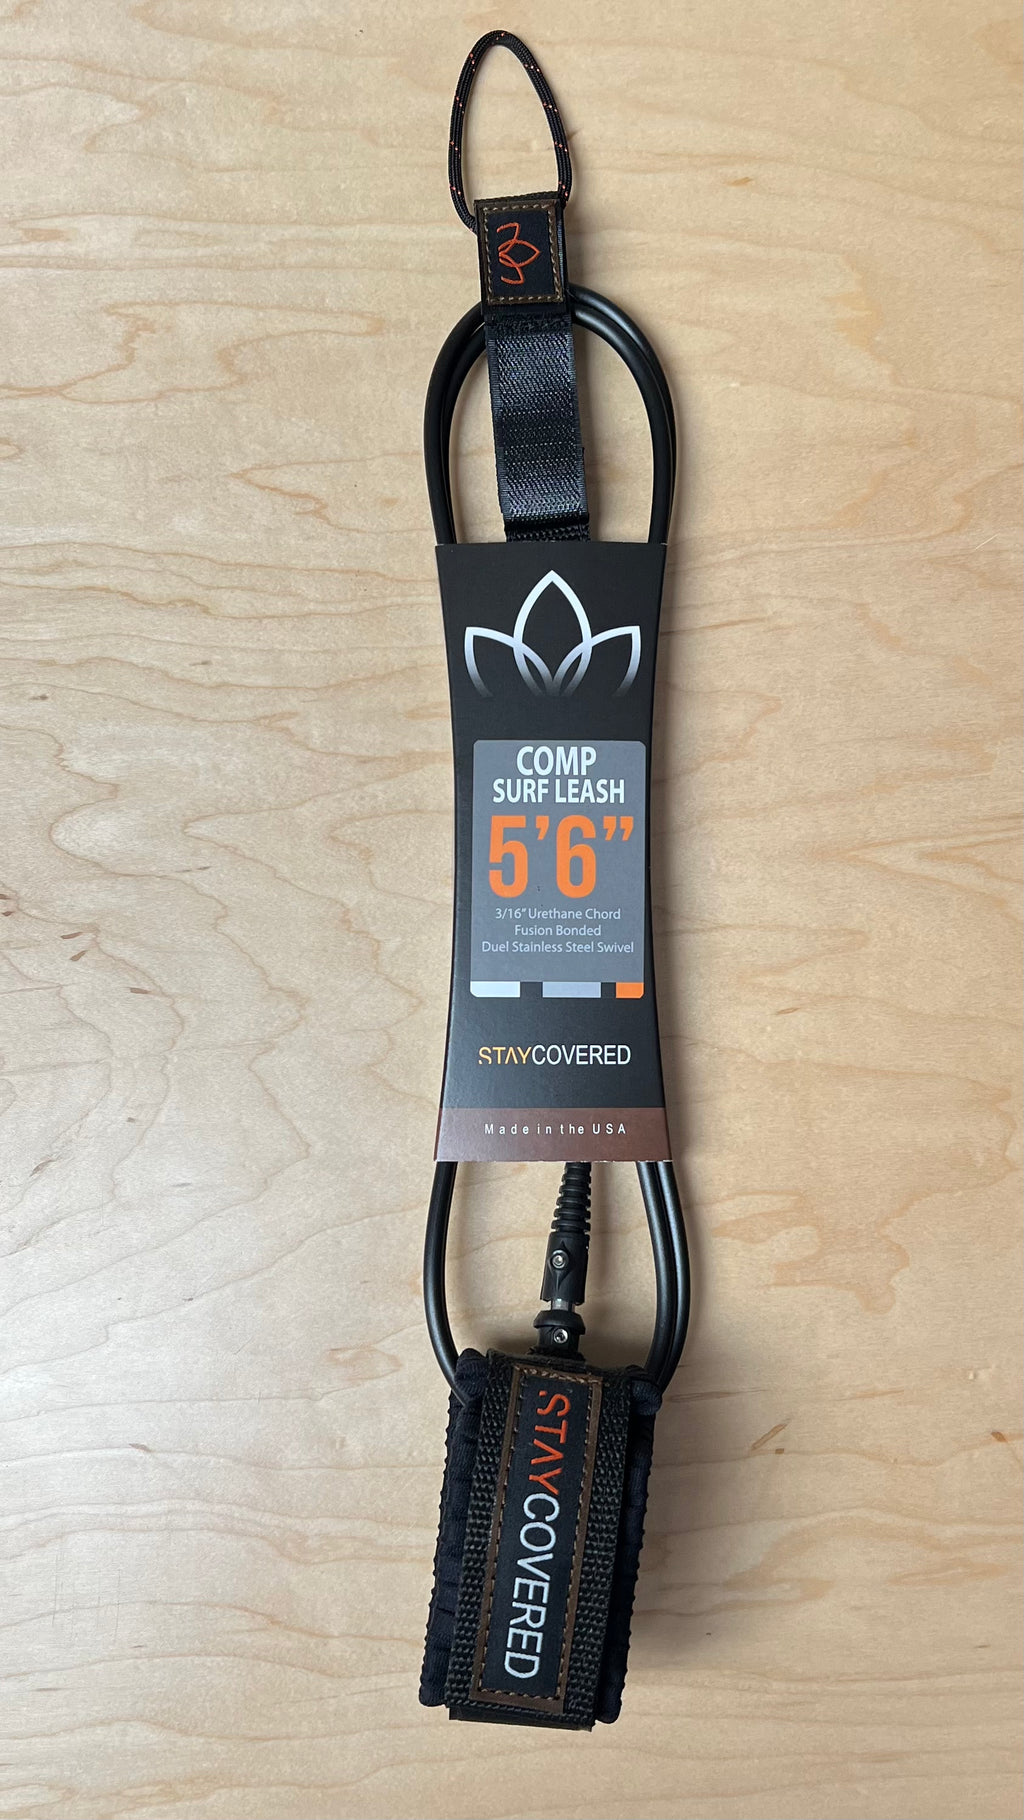 COMP
SURF LEASH
5'6”
3/16” Urethane Chord
Fusion Bonded
Duel Stainless Steel Swivel
STAYCOVERED
Made in the USA
STAYCOVERED